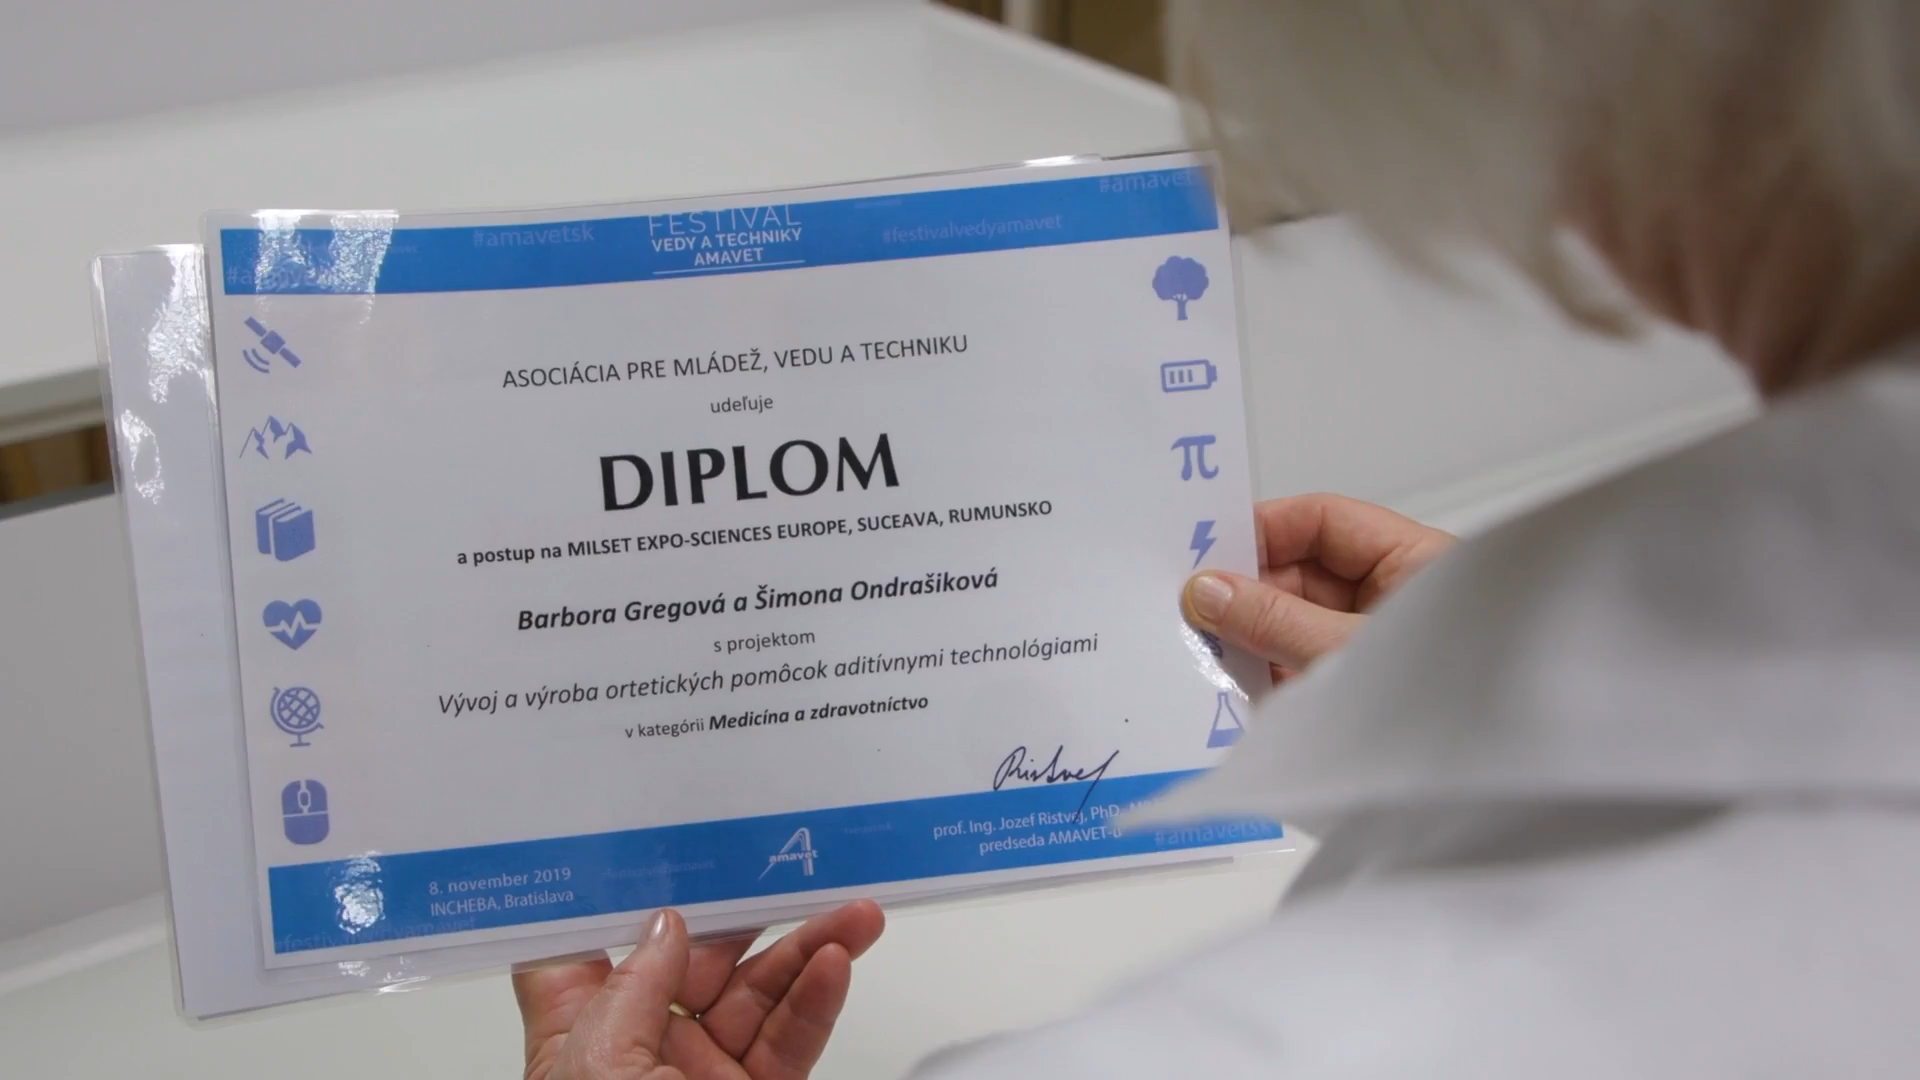 #amavet
#amavetsk
FESTIVAL
VEDY A TECHNIKY
AMAVET
#festivalvedyamavet
ASOCIÁCIA PRE MLÁDEŽ, VEDU A TECHNIKU
udeľuje
DIPLOM
a postup na MILSET EXPO-SCIENCES EUROPE, SUCEAVA, RUMUNSKO
Barbora Gregová a Šimona Ondrašiková
s projektom
Vývoj a výroba ortetických pomôcok aditívnymi technológiami
v kategórii Medicína a zdravotníctvo
Ristvej
prof. Ing. Jozef Ristvej, PhD.
predseda AMAVET-u
#amavetsk
amavet
8. november 2019
INCHEBA, Bratislava